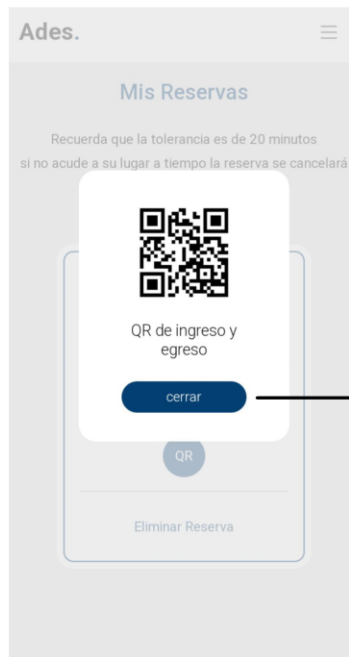 Ades.
Mis Reservas
Recuerda que la tolerancia es de 20 minutos
si no acude a su lugar a tiempo la reserva se cancelará
QR de ingreso y
egreso
cerrar
QR
Eliminar Reserva